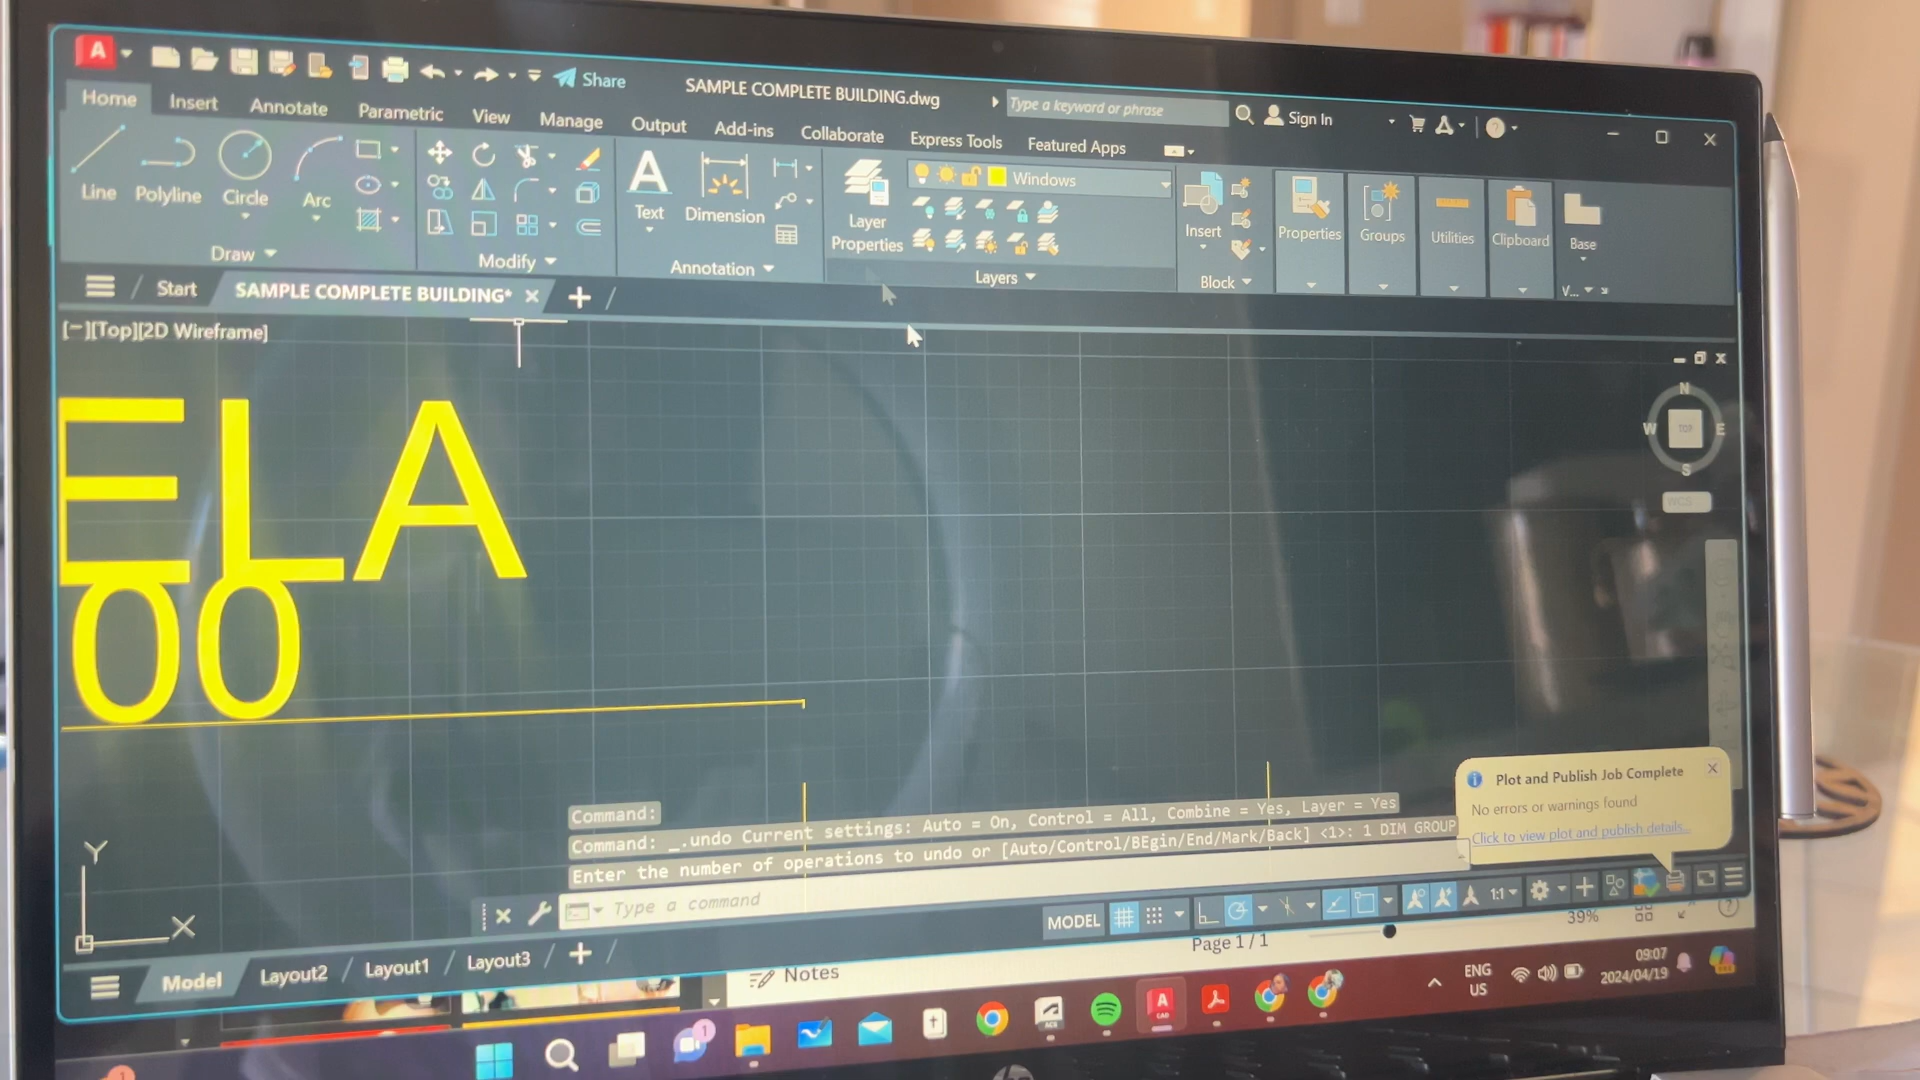 A
Share
SAMPLE COMPLETE BUILDING.dwg
Type a keyword or phrase
Sign In
Home
Insert
Annotate
Parametric
View
Manage
Output
Add-ins
Collaborate
Express Tools
Featured Apps
Line
Polyline
Circle
Arc
Draw
Modify
A
Text
Dimension
Annotation
Layer
Properties
Windows
Layers
Insert
Block
Properties
Groups
Utilities
Clipboard
Base
V...
Start
SAMPLE COMPLETE BUILDING*
[-][Top][2D Wireframe]
N
W
TOP
E
S
WCS
ELA
00
Y
X
Command:
Command: _.undo Current settings: Auto = On, Control = All, Combine = Yes, Layer = Yes
Enter the number of operations to undo or [Auto/Control/BEgin/End/Mark/Back] <1>: 1 DIM GROUP
Type a command
Plot and Publish Job Complete
No errors or warnings found
Click to view plot and publish details...
MODEL
1:1
39%
Page 1 / 1
Model
Layout2
Layout1
Layout3
Notes
ENG
US
09:07
2024/04/19
1
1
A
CAD